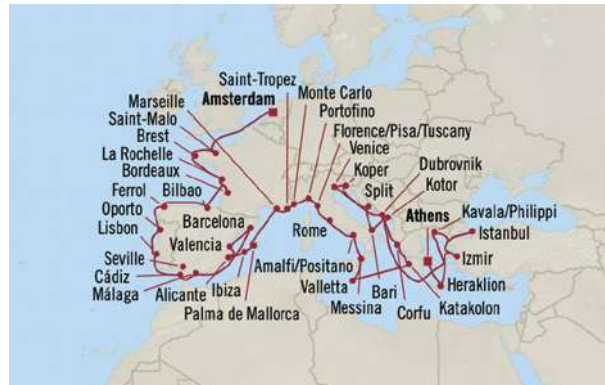 Saint-Tropez
Marseille
Monte Carlo
Amsterdam
Saint-Malo
Portofino
Brest
Florence/Pisa/Tuscany
La Rochelle
Venice
Bordeaux
Koper
Dubrovnik
Ferrol
Bilbao
Split
Kotor
Oporto
Barcelona
Athens
Kavala/Philippi
Lisbon
Valencia
Rome
Istanbul
Seville
Izmir
Cádiz
Amalfi/Positano
Málaga
Alicante
Ibiza
Valletta
Bari
Heraklion
Palma de Mallorca
Messina
Corfu
Katakolon